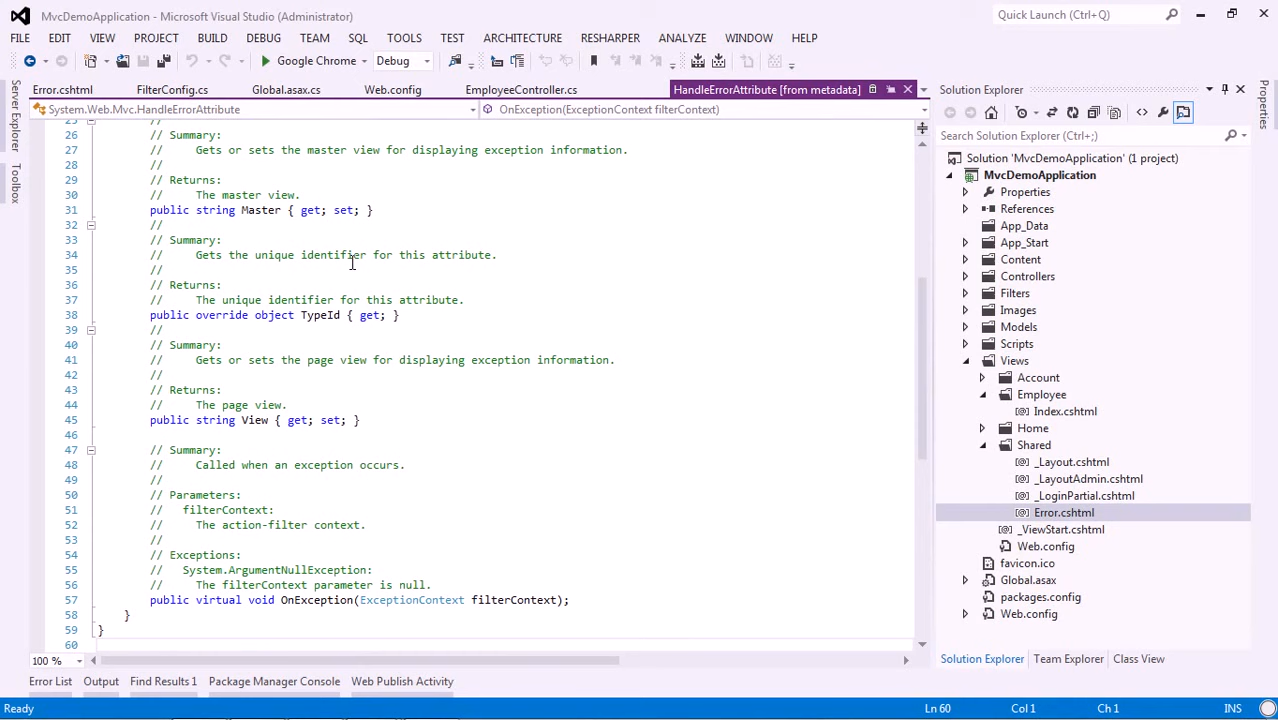 MvcDemoApplication - Microsoft Visual Studio (Administrator)
Quick Launch (Ctrl+Q)
FILE EDIT VIEW PROJECT BUILD DEBUG TEAM SQL TOOLS TEST ARCHITECTURE RESHARPER ANALYZE WINDOW HELP
Google Chrome Debug
Error.cshtml FilterConfig.cs Global.asax.cs Web.config EmployeeController.cs HandleErrorAttribute [from metadata]
System.Web.Mvc.HandleErrorAttribute OnException(ExceptionContext filterContext)
Server Explorer
Toolbox
25 //
26 // Summary:
27 // Gets or sets the master view for displaying exception information.
28 //
29 // Returns:
30 // The master view.
31 public string Master { get; set; }
32 //
33 // Summary:
34 // Gets the unique identifier for this attribute.
35 //
36 // Returns:
37 // The unique identifier for this attribute.
38 public override object TypeId { get; }
39 //
40 // Summary:
41 // Gets or sets the page view for displaying exception information.
42 //
43 // Returns:
44 // The page view.
45 public string View { get; set; }
46
47 // Summary:
48 // Called when an exception occurs.
49 //
50 // Parameters:
51 // filterContext:
52 // The action-filter context.
53 //
54 // Exceptions:
55 // System.ArgumentNullException:
56 // The filterContext parameter is null.
57 public virtual void OnException(ExceptionContext filterContext);
58 }
59 }
60
100 %
Solution Explorer
Search Solution Explorer (Ctrl+;)
Solution 'MvcDemoApplication' (1 project)
MvcDemoApplication
Properties
References
App_Data
App_Start
Content
Controllers
Filters
Images
Models
Scripts
Views
Account
Employee
Index.cshtml
Home
Shared
_Layout.cshtml
_LayoutAdmin.cshtml
_LoginPartial.cshtml
Error.cshtml
_ViewStart.cshtml
Web.config
favicon.ico
Global.asax
packages.config
Web.config
Solution Explorer Team Explorer Class View
Properties
Error List Output Find Results 1 Package Manager Console Web Publish Activity
Ready Ln 60 Col 1 Ch 1 INS